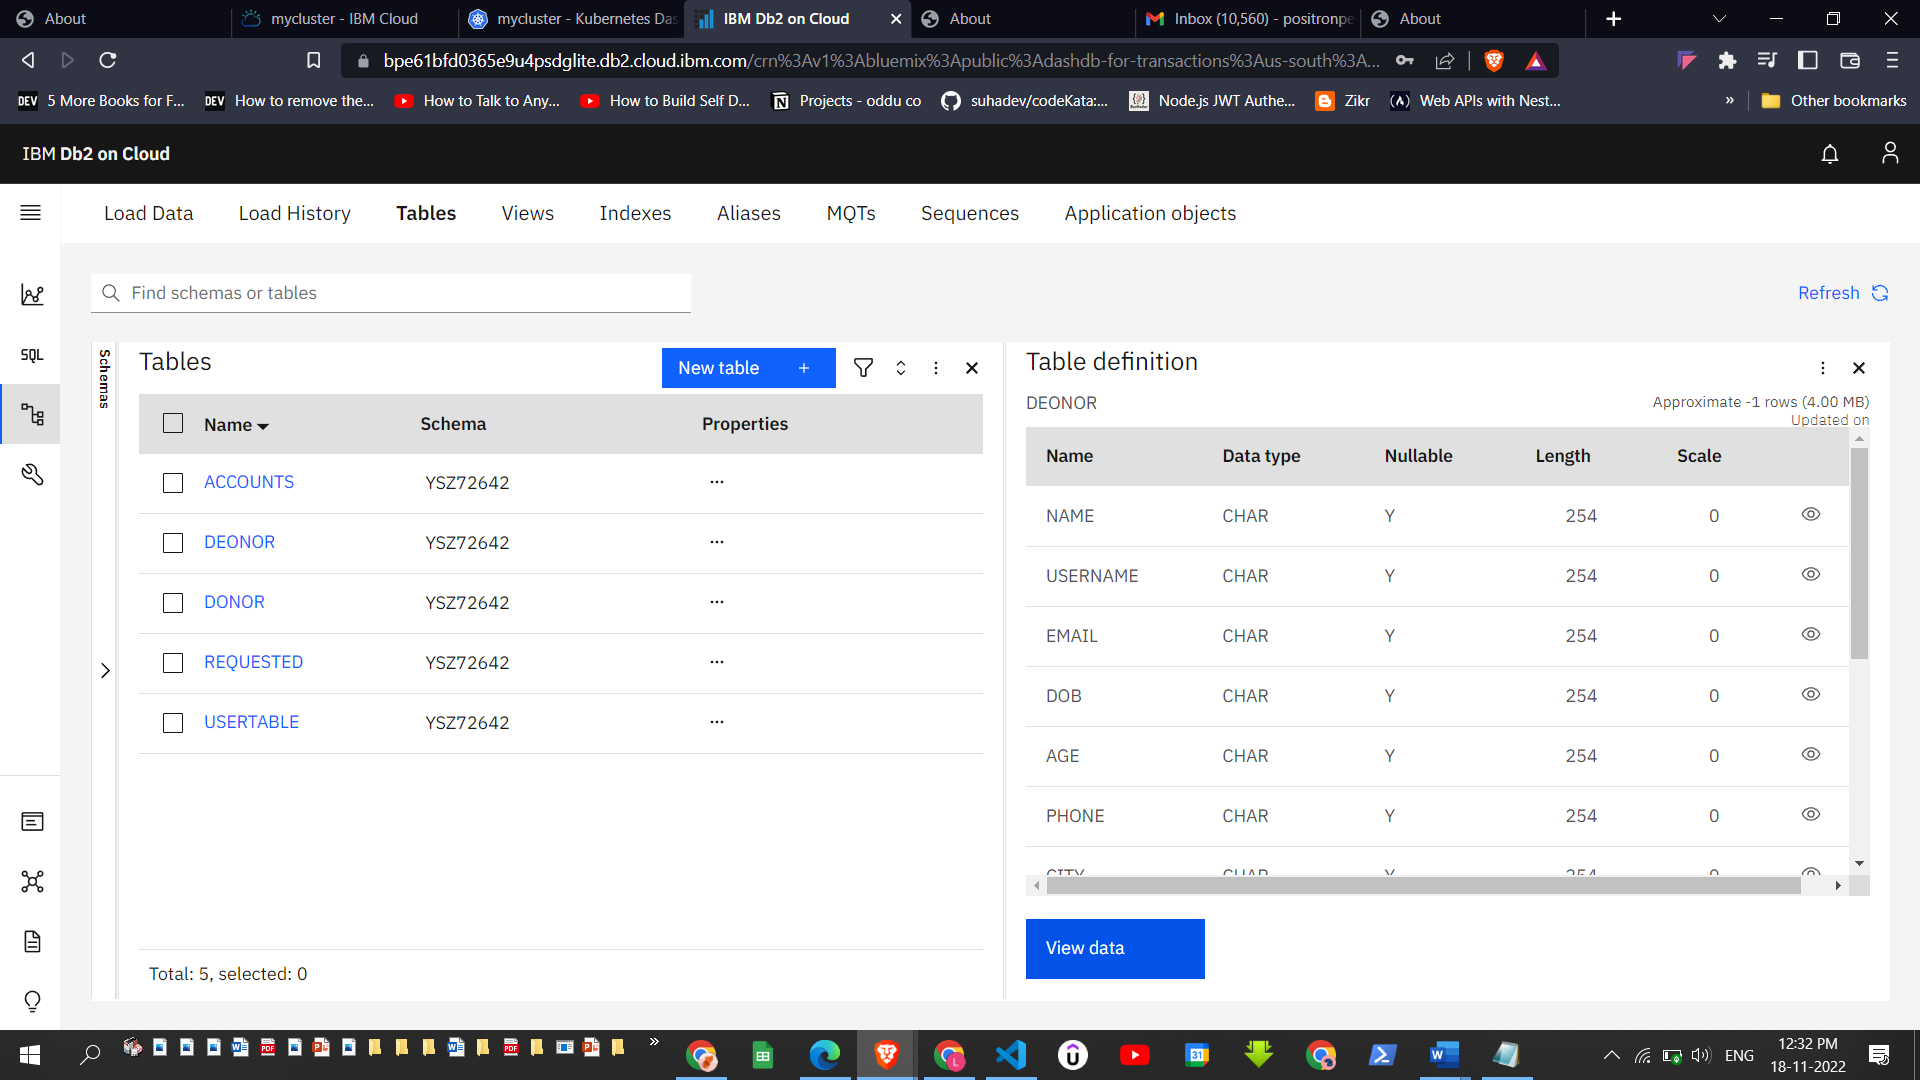 About
mycluster - IBM Cloud
mycluster - Kubernetes Das
IBM Db2 on Cloud
About
Inbox (10,560) - positronpe
About
bpe61bfd0365e9u4psdglite.db2.cloud.ibm.com/crn%3Av1%3Abluemix%3Apublic%3Adashdb-for-transactions%3Aus-south%3A...
DEV 5 More Books for F...
DEV How to remove the...
How to Talk to Any...
How to Build Self D...
Projects - oddu co
suhadev/codeKata:...
Node.js JWT Authe...
Zikr
Web APIs with Nest...
»
Other bookmarks
IBM Db2 on Cloud
Load Data
Load History
Tables
Views
Indexes
Aliases
MQTs
Sequences
Application objects
SQL
Find schemas or tables
Refresh
Schemas
Tables
New table +
Name Schema Properties
ACCOUNTS YSZ72642 ...
DEONOR YSZ72642 ...
DONOR YSZ72642 ...
REQUESTED YSZ72642 ...
USERTABLE YSZ72642 ...
Total: 5, selected: 0
Table definition
DEONOR
Approximate -1 rows (4.00 MB)
Updated on
Name Data type Nullable Length Scale
NAME CHAR Y 254 0
USERNAME CHAR Y 254 0
EMAIL CHAR Y 254 0
DOB CHAR Y 254 0
AGE CHAR Y 254 0
PHONE CHAR Y 254 0
CITY CHAR Y 254 0
View data
ENG
12:32 PM
18-11-2022